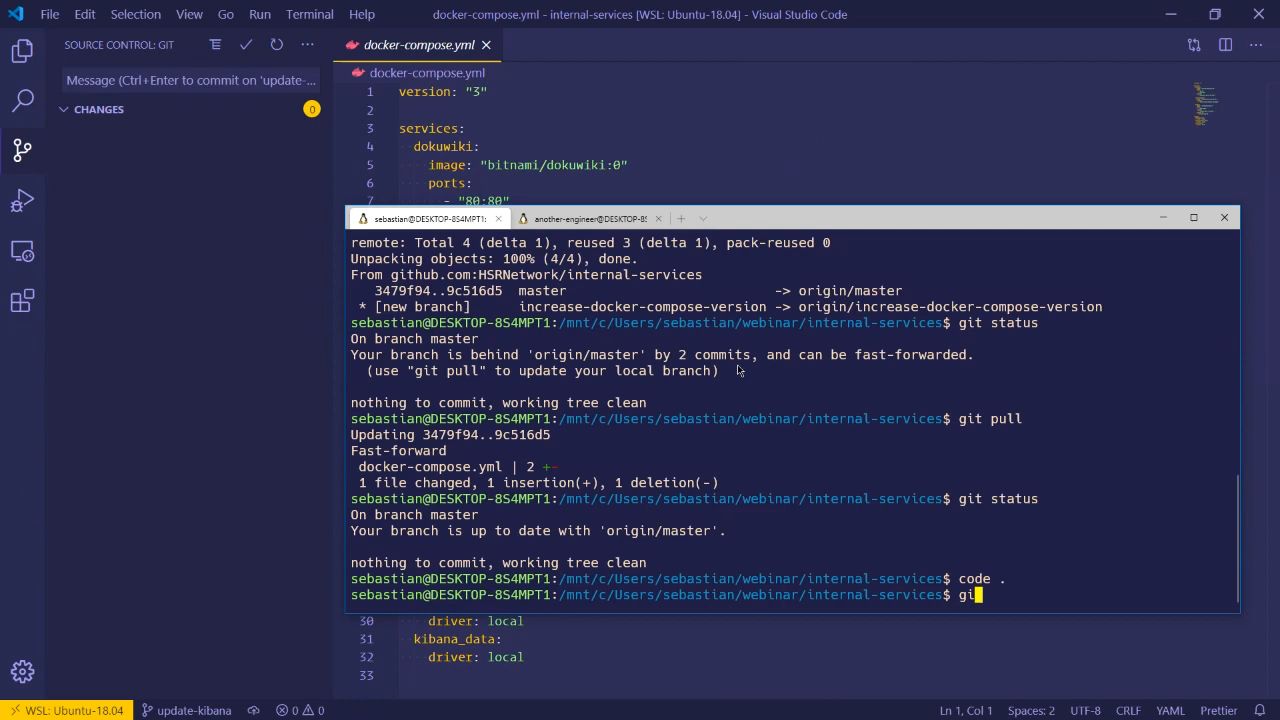 File Edit Selection View Go Run Terminal Help
docker-compose.yml - internal-services [WSL: Ubuntu-18.04] - Visual Studio Code
SOURCE CONTROL: GIT
docker-compose.yml
Message (Ctrl+Enter to commit on 'update-...
docker-compose.yml
CHANGES
0
1 version: "3"
2
3 services:
4 dokuwiki:
5 image: "bitnami/dokuwiki:0"
6 ports:
7 - "80:80"
sebastian@DESKTOP-8S4MPT1:
another-engineer@DESKTOP-8S
remote: Total 4 (delta 1), reused 3 (delta 1), pack-reused 0
Unpacking objects: 100% (4/4), done.
From github.com:HSRNetwork/internal-services
3479f94..9c516d5 master -> origin/master
* [new branch] increase-docker-compose-version -> origin/increase-docker-compose-version
sebastian@DESKTOP-8S4MPT1:/mnt/c/Users/sebastian/webinar/internal-services$ git status
On branch master
Your branch is behind 'origin/master' by 2 commits, and can be fast-forwarded.
(use "git pull" to update your local branch)
nothing to commit, working tree clean
sebastian@DESKTOP-8S4MPT1:/mnt/c/Users/sebastian/webinar/internal-services$ git pull
Updating 3479f94..9c516d5
Fast-forward
docker-compose.yml | 2 +-
1 file changed, 1 insertion(+), 1 deletion(-)
sebastian@DESKTOP-8S4MPT1:/mnt/c/Users/sebastian/webinar/internal-services$ git status
On branch master
Your branch is up to date with 'origin/master'.
nothing to commit, working tree clean
sebastian@DESKTOP-8S4MPT1:/mnt/c/Users/sebastian/webinar/internal-services$ code .
sebastian@DESKTOP-8S4MPT1:/mnt/c/Users/sebastian/webinar/internal-services$ gi
30 driver: local
31 kibana_data:
32 driver: local
33
WSL: Ubuntu-18.04 update-kibana 0 0 Ln 1, Col 1 Spaces: 2 UTF-8 CRLF YAML Prettier